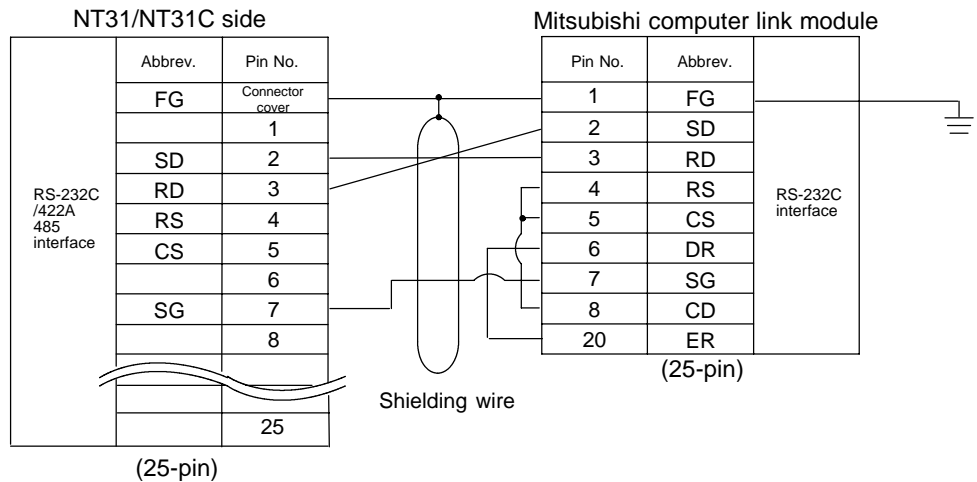 NT31/NT31C side
Abbrev. Pin No.
FG Connector cover
1
SD 2
RD 3
RS 4
CS 5
6
SG 7
8
25
RS-232C
/422A
485
interface
(25-pin)
Shielding wire
Mitsubishi computer link module
Pin No. Abbrev.
1 FG
2 SD
3 RD
4 RS
5 CS
6 DR
7 SG
8 CD
20 ER
RS-232C
interface
(25-pin)